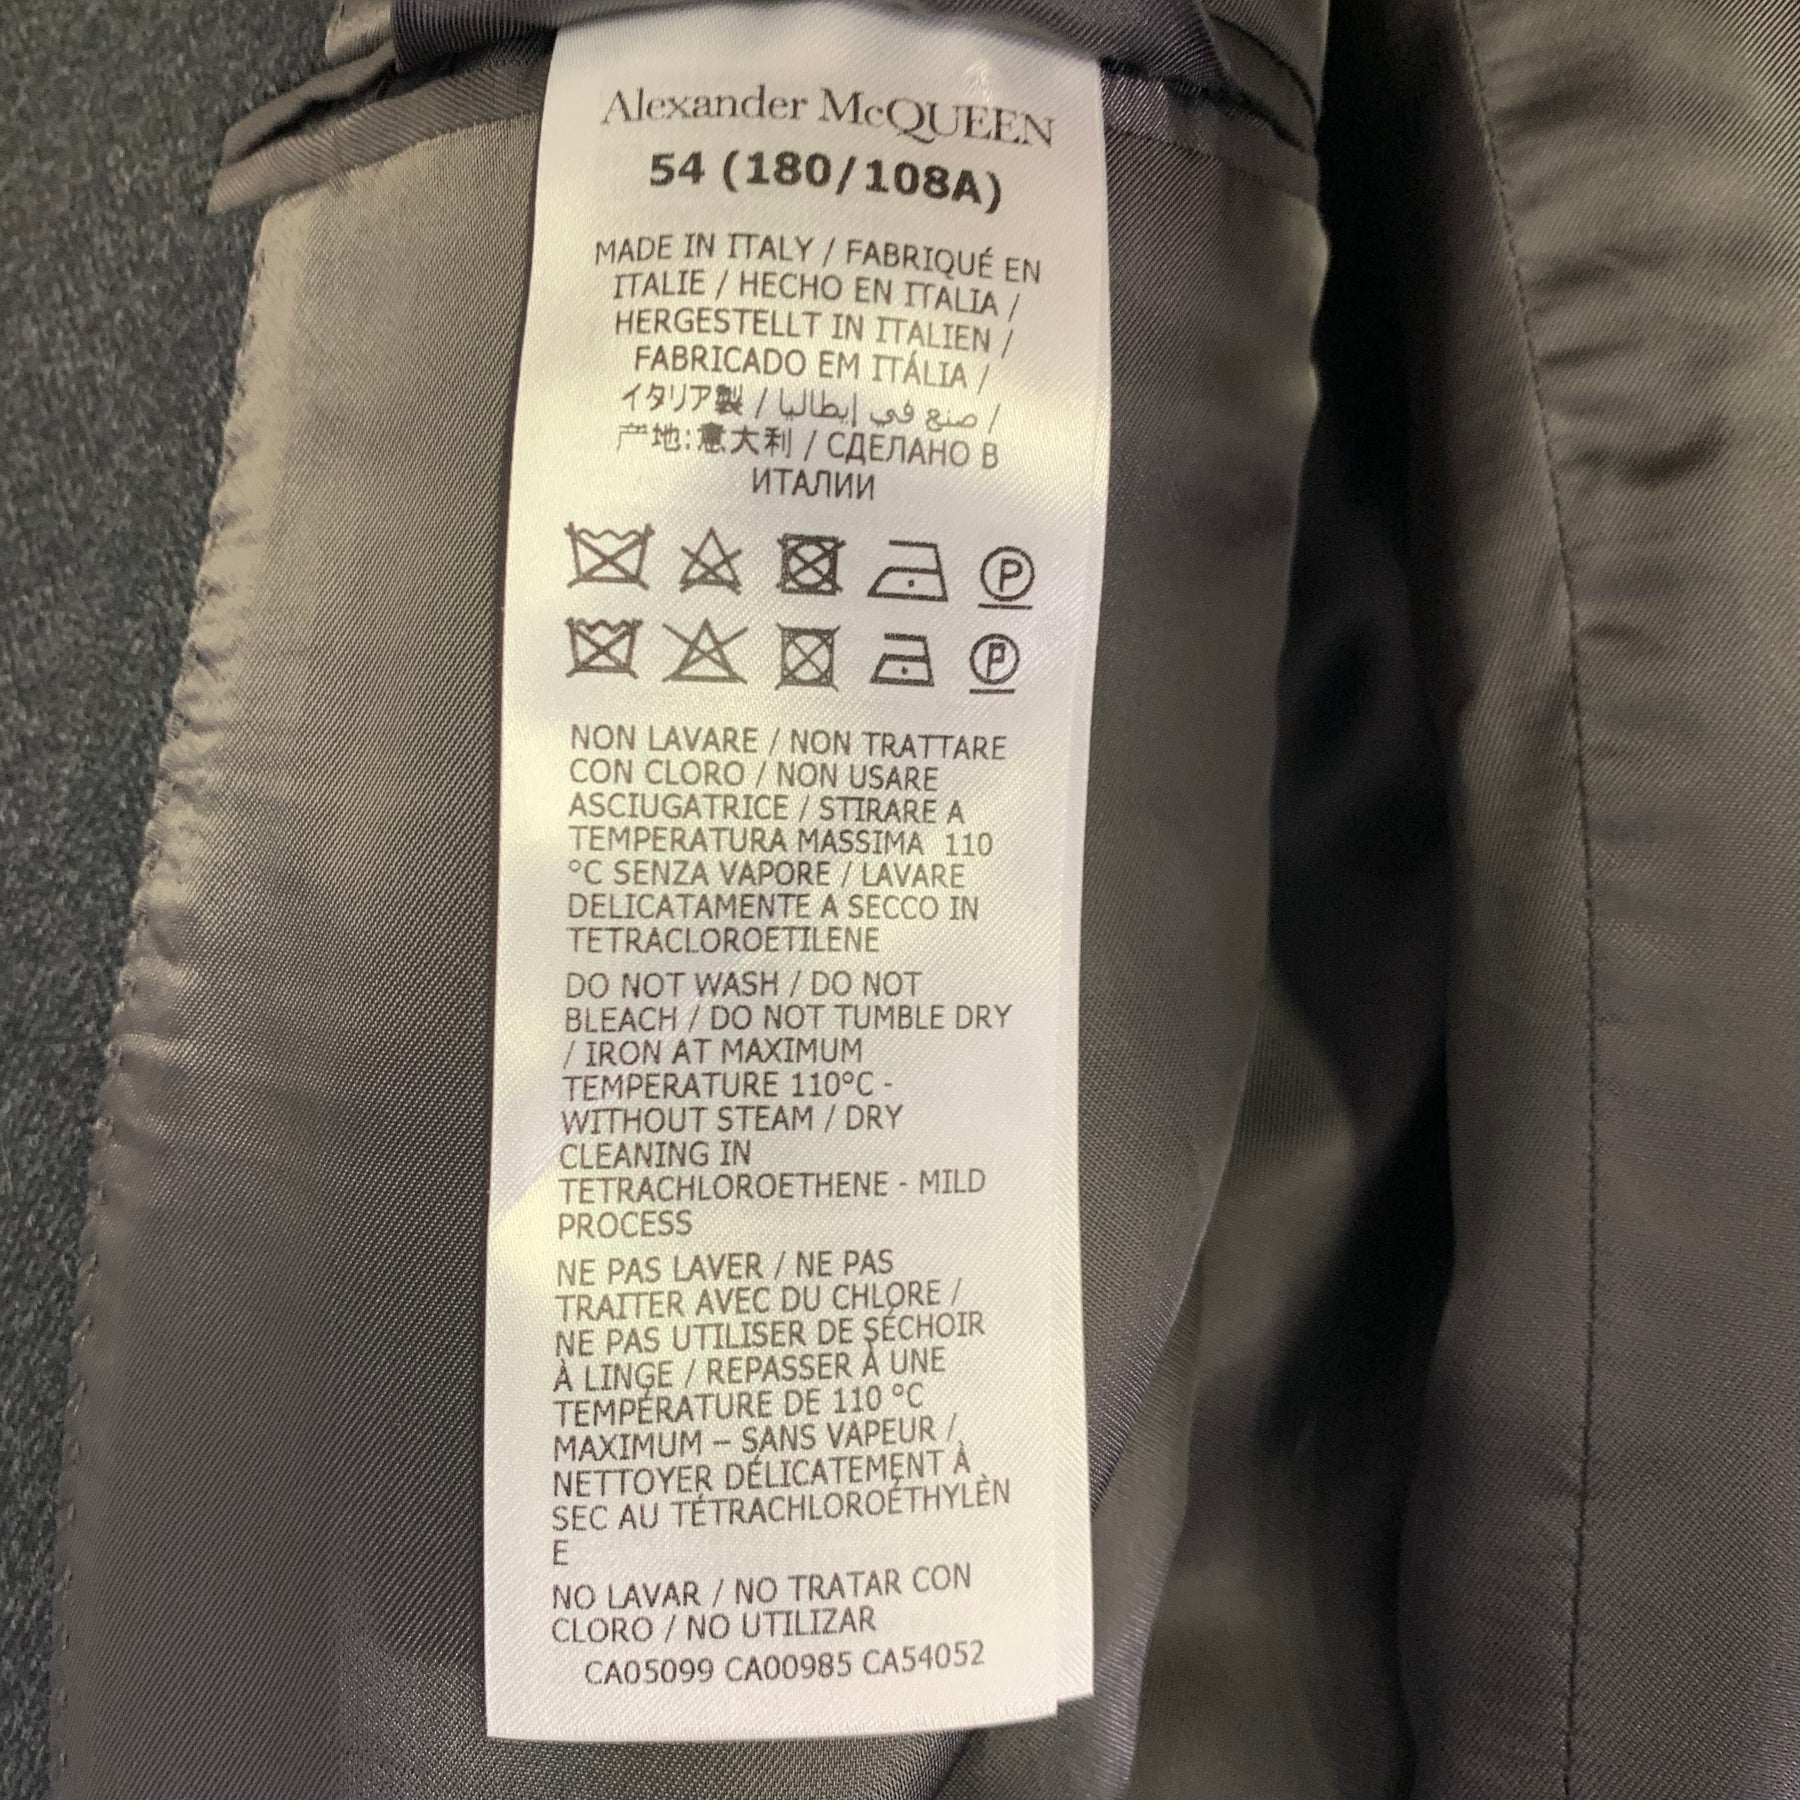 Alexander McQUEEN
54 (180/108A)
MADE IN ITALY / FABRIQUÉ EN
ITALIE / HECHO EN ITALIA /
HERGESTELLT IN ITALIEN /
FABRICADO EM ITÁLIA /
イタリア製 / صنع في إيطاليا /
产地:意大利 / СДЕЛАНО В
ИТАЛИИ
P
P
NON LAVARE / NON TRATTARE
CON CLORO / NON USARE
ASCIUGATRICE / STIRARE A
TEMPERATURA MASSIMA 110
°C SENZA VAPORE / LAVARE
DELICATAMENTE A SECCO IN
TETRACLOROETILENE
DO NOT WASH / DO NOT
BLEACH / DO NOT TUMBLE DRY
/ IRON AT MAXIMUM
TEMPERATURE 110°C -
WITHOUT STEAM / DRY
CLEANING IN
TETRACHLOROETHENE - MILD
PROCESS
NE PAS LAVER / NE PAS
TRAITER AVEC DU CHLORE /
NE PAS UTILISER DE SÉCHOIR
À LINGE / REPASSER À UNE
TEMPÉRATURE DE 110 °C
MAXIMUM – SANS VAPEUR /
NETTOYER DÉLICATEMENT À
SEC AU TÉTRACHLOROÉTHYLÈN
E
NO LAVAR / NO TRATAR CON
CLORO / NO UTILIZAR
CA05099 CA00985 CA54052